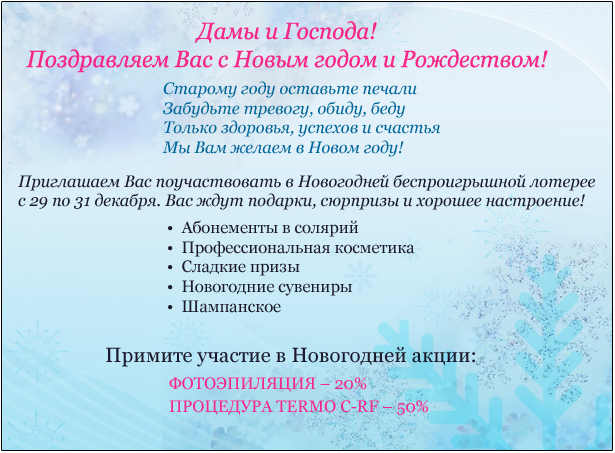 Дамы и Господа!
Поздравляем Вас с Новым годом и Рождеством!
Старому году оставьте печали
Забудьте тревогу, обиду, беду
Только здоровья, успехов и счастья
Мы Вам желаем в Новом году!
Приглашаем Вас поучаствовать в Новогодней беспроигрышной лотерее
с 29 по 31 декабря. Вас ждут подарки, сюрпризы и хорошее настроение!
• Абонементы в солярий
• Профессиональная косметика
• Сладкие призы
• Новогодние сувениры
• Шампанское
Примите участие в Новогодней акции:
ФОТОЭПИЛЯЦИЯ – 20%
ПРОЦЕДУРА TERMO C-RF – 50%